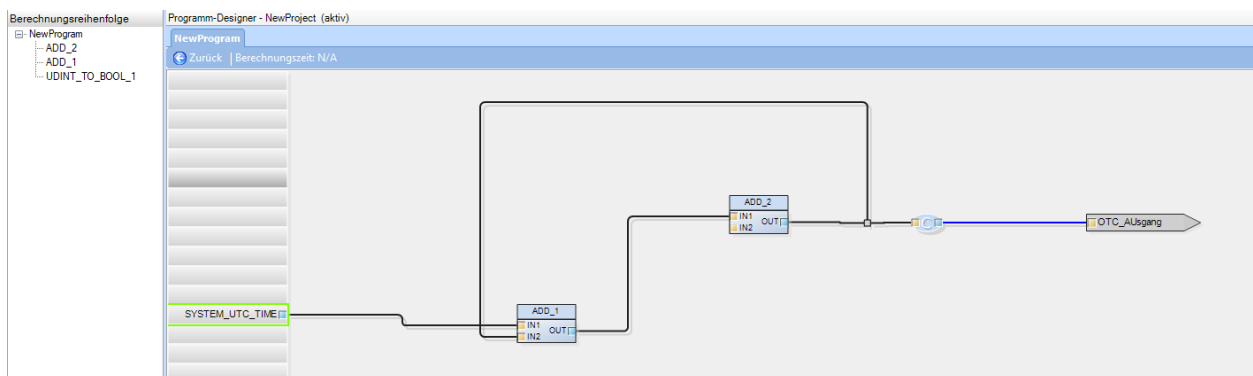 Berechnungsreihenfolge
NewProgram
ADD_2
ADD_1
UDINT_TO_BOOL_1
Programm-Designer - NewProject (aktiv)
NewProgram
Zurück | Berechnungszeit: N/A
ADD_2
IN1 OUT
IN2
C
OTC_AUsgang
SYSTEM_UTC_TIME
ADD_1
IN1 OUT
IN2